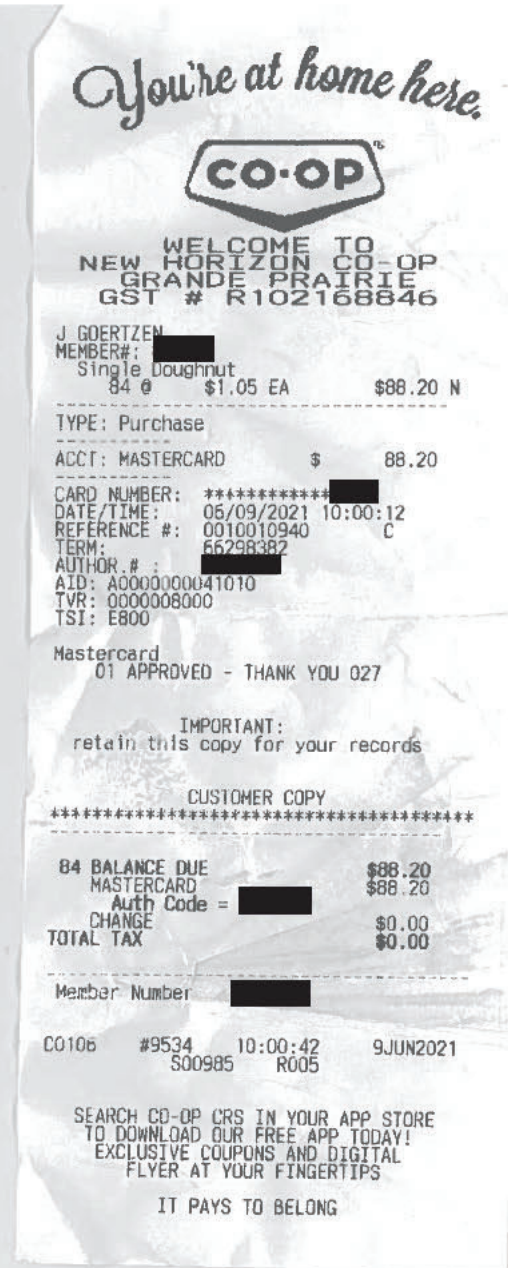 You're at home here.
CO·OP
WELCOME TO
NEW HORIZON CO-OP
GRANDE PRAIRIE
GST # R102168846
J GOERTZEN
MEMBER#:
Single Doughnut
84 @ $1.05 EA $88.20 N
TYPE: Purchase
ACCT: MASTERCARD $ 88.20
CARD NUMBER: ************
DATE/TIME: 06/09/2021 10:00:12
REFERENCE #: 0010010940 C
TERM: 66298382
AUTHOR.# :
AID: A0000000041010
TVR: 0000008000
TSI: E800
Mastercard
01 APPROVED - THANK YOU 027
IMPORTANT:
retain this copy for your records
CUSTOMER COPY
****************************************
84 BALANCE DUE $88.20
MASTERCARD $88.20
Auth Code =
CHANGE $0.00
TOTAL TAX $0.00
Member Number
C0106 #9534 10:00:42 9JUN2021
S00985 R005
SEARCH CO-OP CRS IN YOUR APP STORE
TO DOWNLOAD OUR FREE APP TODAY!
EXCLUSIVE COUPONS AND DIGITAL
FLYER AT YOUR FINGERTIPS
IT PAYS TO BELONG